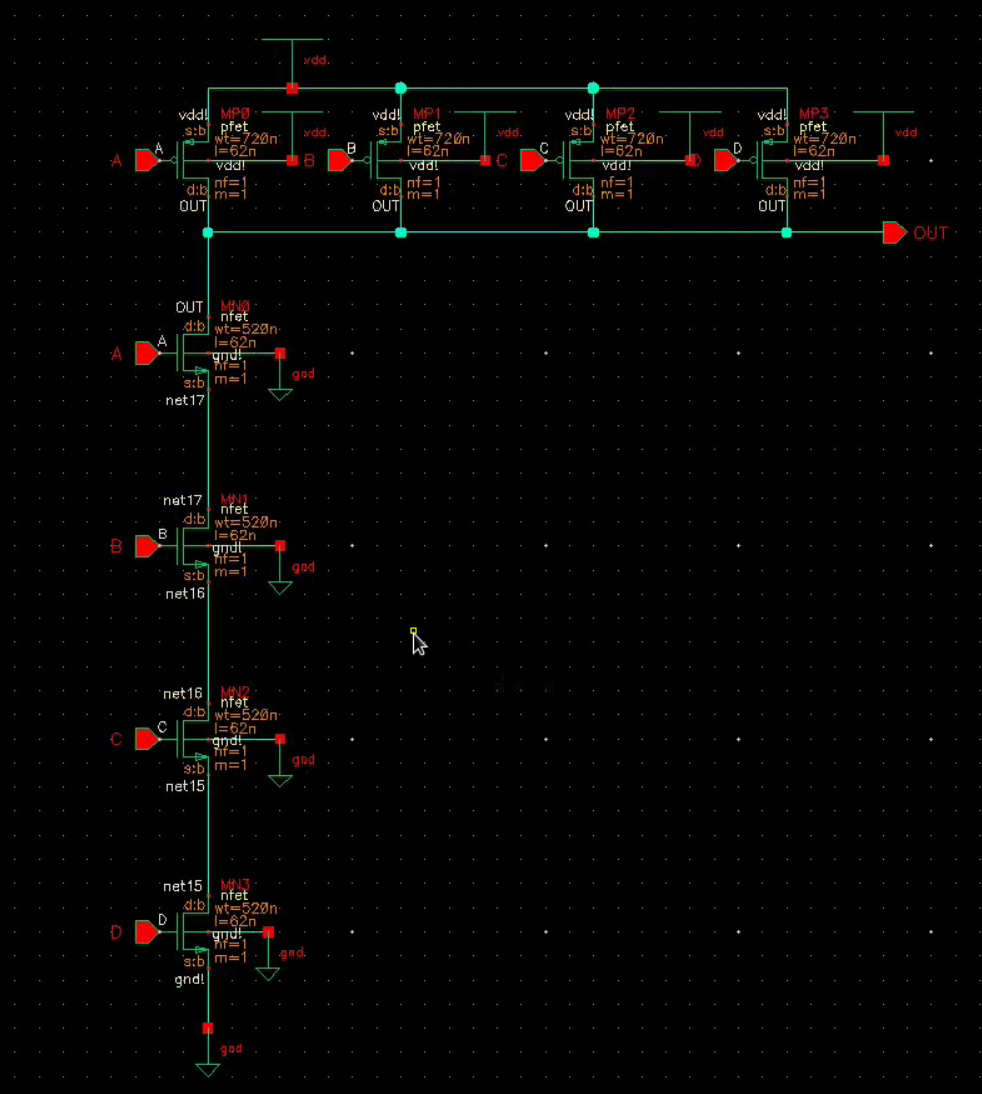 vdd
vdd! MP0 vdd! MP1 vdd! MP2 vdd! MP3
pfet pfet pfet pfet
s:b wt=720n vdd s:b wt=720n vdd s:b wt=720n vdd s:b wt=720n vdd
A A l=62n B B l=62n C C l=62n D D l=62n
vdd! vdd! vdd! vdd!
nf=1 nf=1 nf=1 nf=1
d:b m=1 d:b m=1 d:b m=1 d:b m=1
OUT OUT OUT OUT
OUT
OUT MN0
nfet
d:b wt=520n
A A l=62n
gnd!
nf=1
gnd
s:b m=1
net17
net17 MN1
nfet
d:b wt=520n
B B l=62n
gnd!
nf=1
gnd
s:b m=1
net16
net16 MN2
nfet
d:b wt=520n
C C l=62n
gnd!
nf=1
gnd
s:b m=1
net15
net15 MN3
nfet
d:b wt=520n
D D l=62n
gnd!
nf=1
gnd
s:b m=1
gnd!
gnd